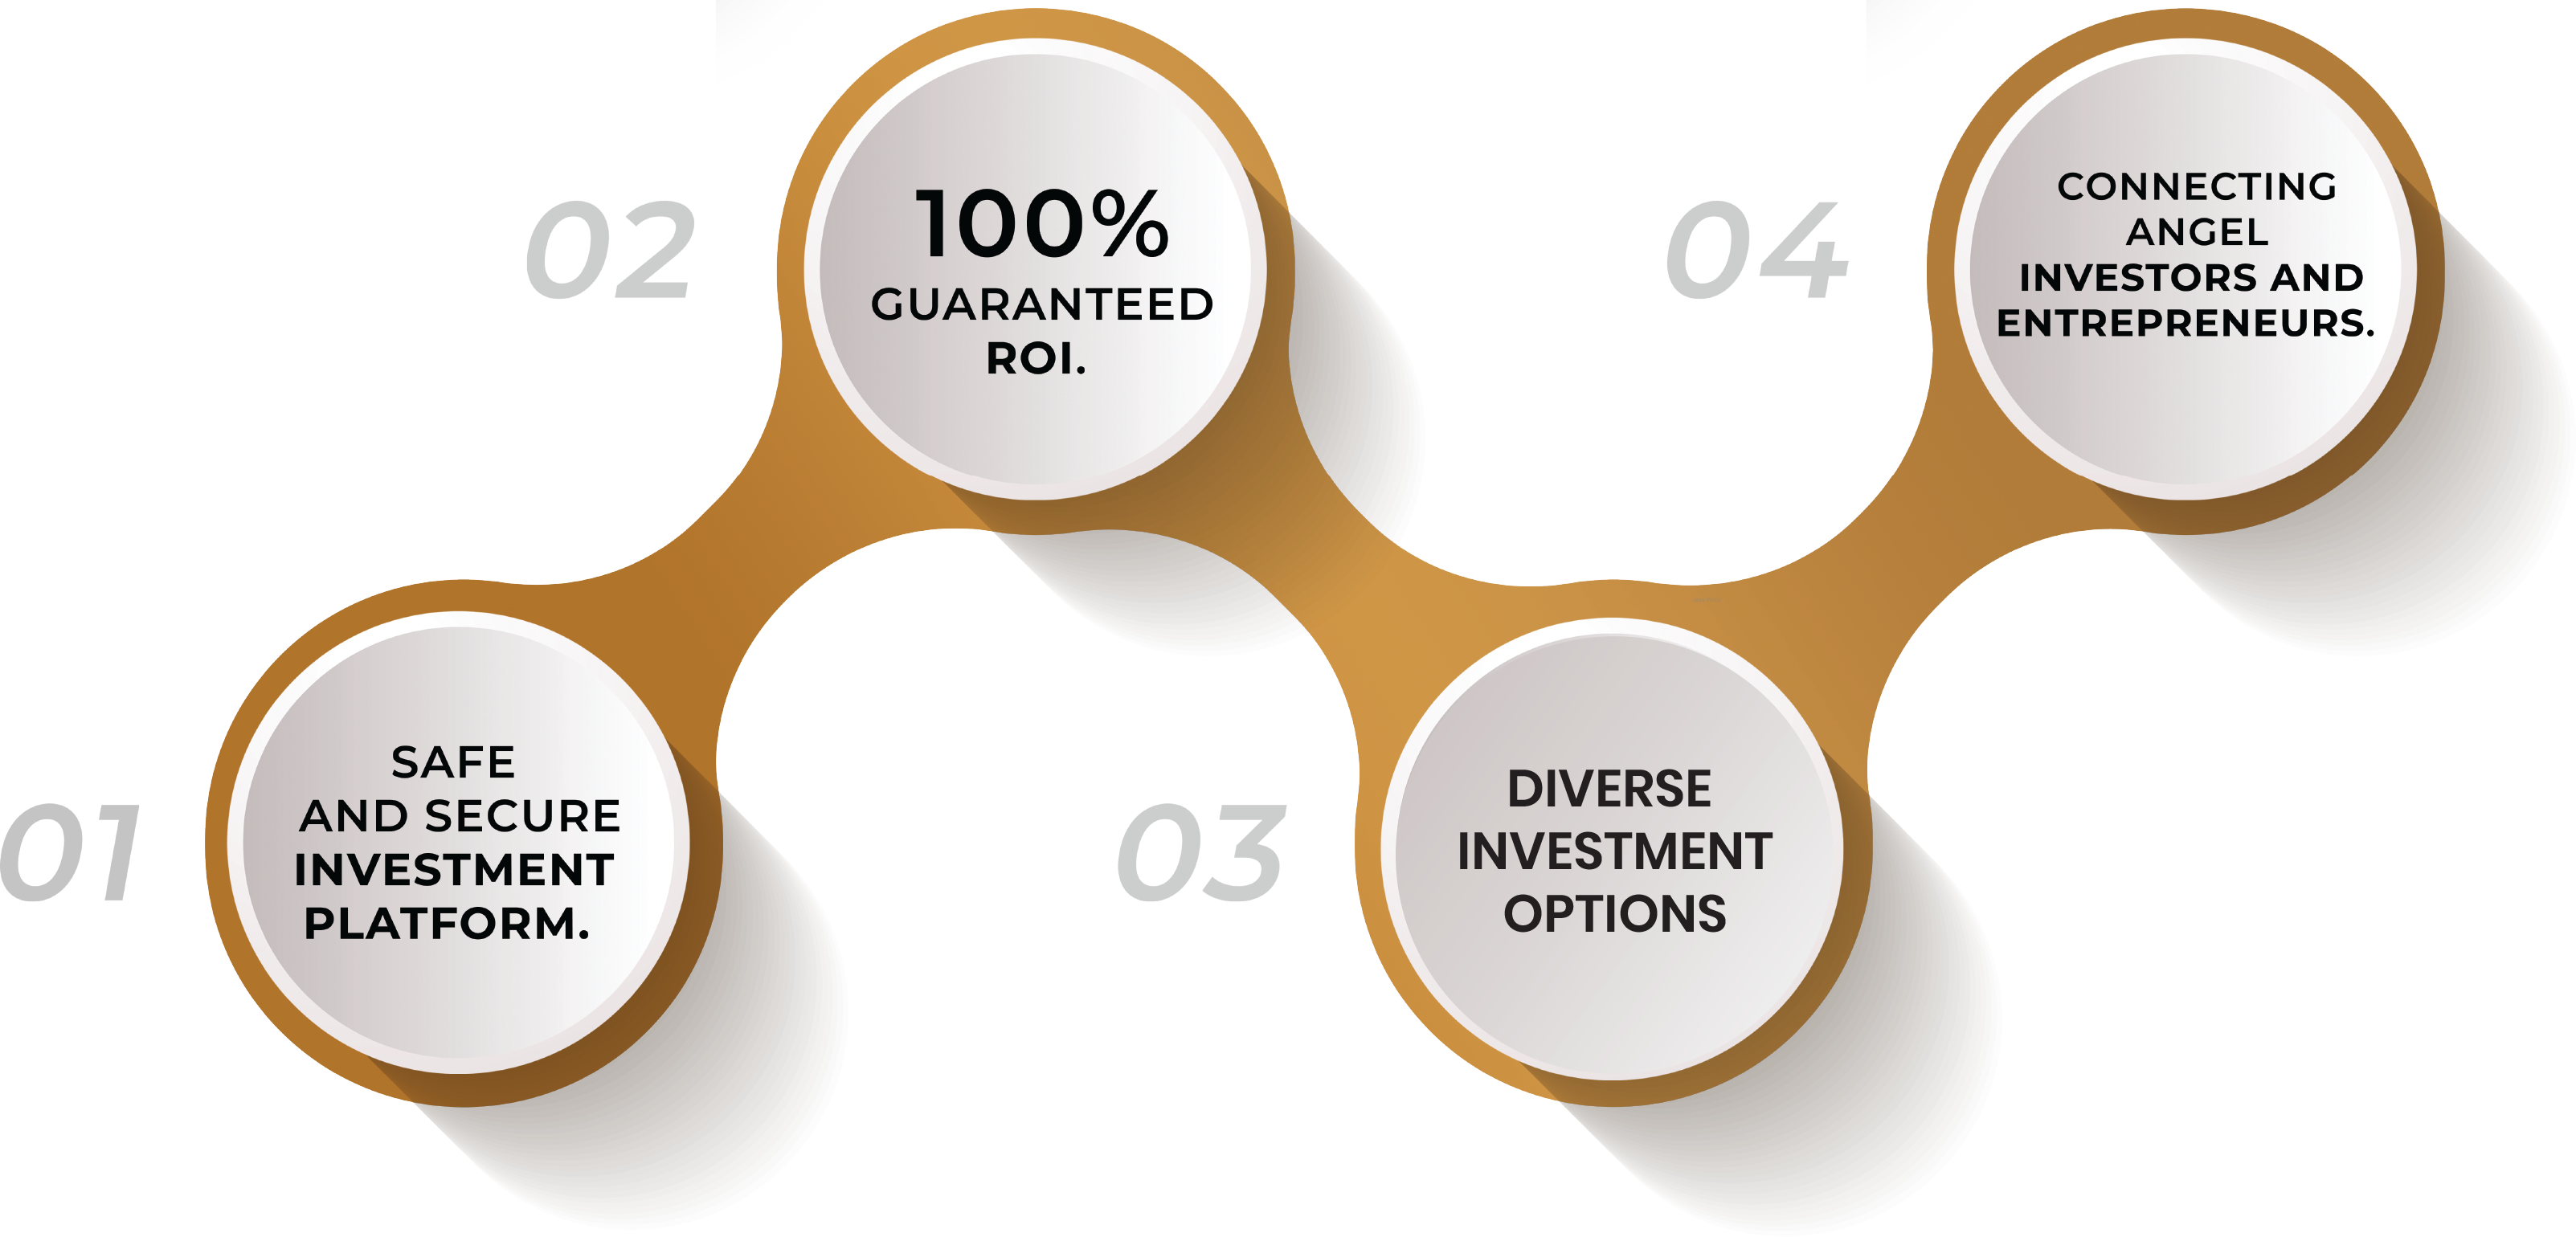 01
SAFE
AND SECURE
INVESTMENT
PLATFORM.
02
100%
GUARANTEED
ROI.
03
DIVERSE
INVESTMENT
OPTIONS
04
CONNECTING
ANGEL
INVESTORS AND
ENTREPRENEURS.